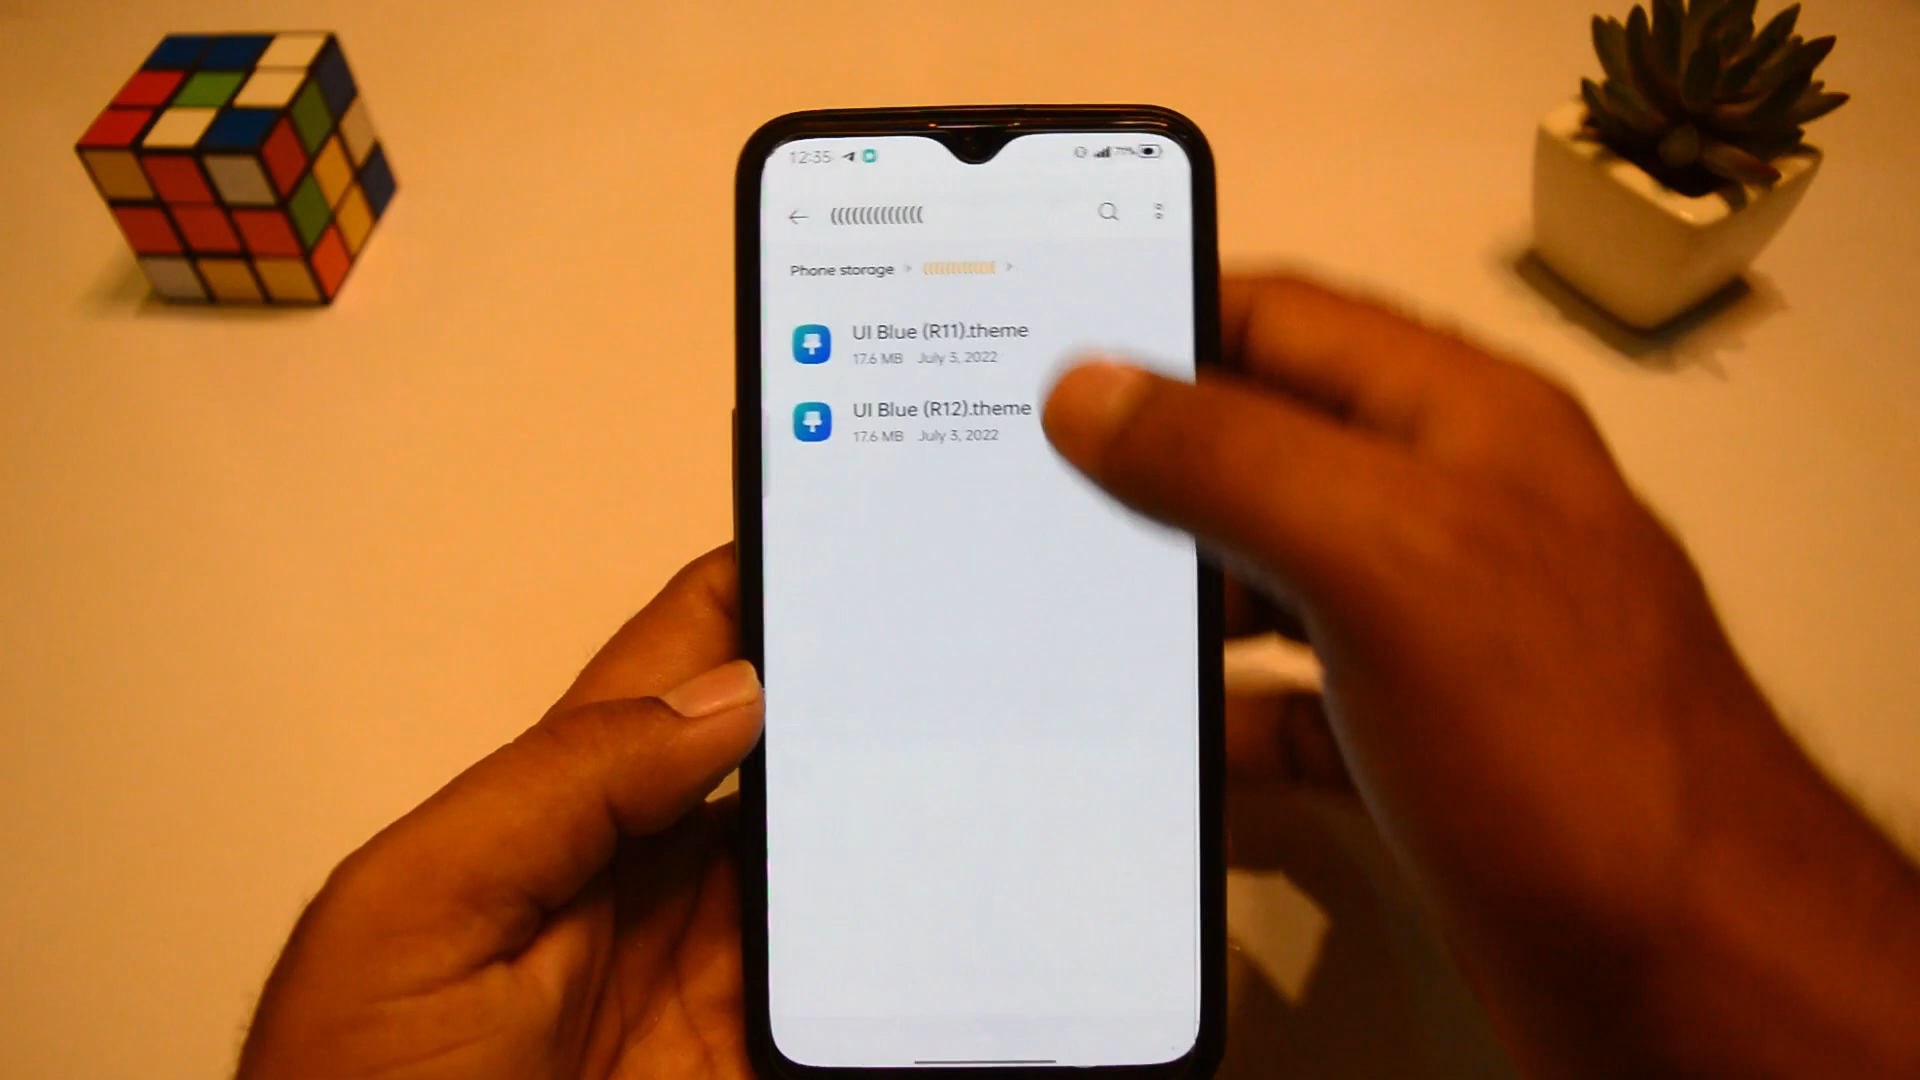 12:35 71%
(((((((((((((
Phone storage > ((((((((((((( >
UI Blue (R11).theme
17.6 MB July 3, 2022
UI Blue (R12).theme
17.6 MB July 3, 2022